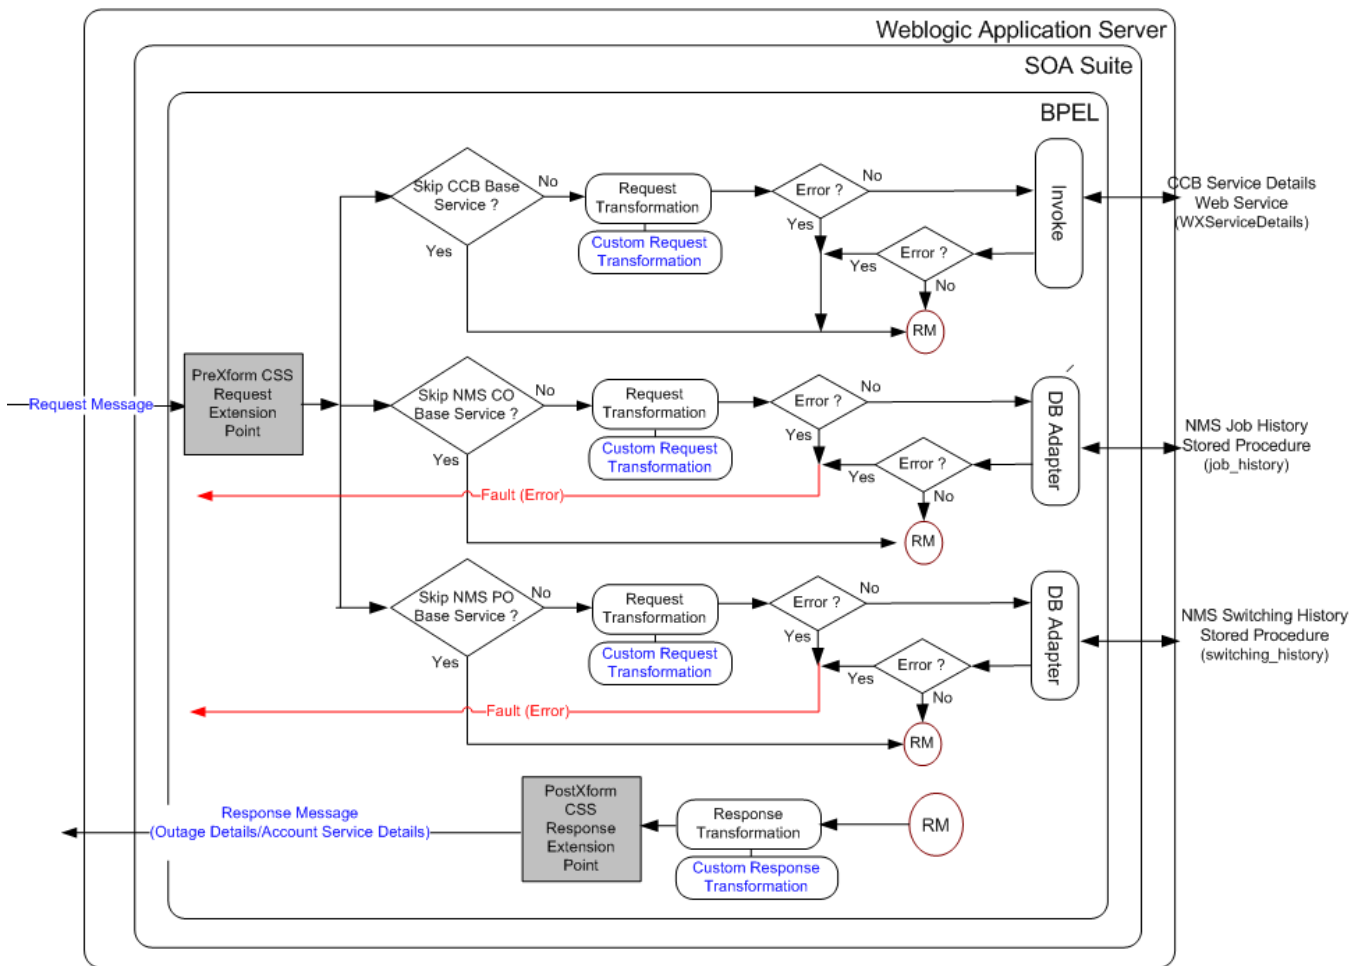 Weblogic Application Server
SOA Suite
BPEL
Skip CCB Base
Service ?
No
Yes
Request
Transformation
Custom Request
Transformation
Error ?
No
Yes
Invoke
Error ?
Yes
No
RM
CCB Service Details
Web Service
(WXServiceDetails)
Request Message
PreXform CSS
Request
Extension
Point
Skip NMS CO
Base Service ?
No
Yes
Request
Transformation
Custom Request
Transformation
Error ?
No
Yes
DB Adapter
Error ?
Yes
No
RM
Fault (Error)
NMS Job History
Stored Procedure
(job_history)
Skip NMS PO
Base Service ?
No
Yes
Request
Transformation
Custom Request
Transformation
Error ?
No
Yes
DB Adapter
Error ?
Yes
No
RM
Fault (Error)
NMS Switching History
Stored Procedure
(switching_history)
Response Message
(Outage Details/Account Service Details)
PostXform
CSS
Response
Extension
Point
Response
Transformation
Custom Response
Transformation
RM